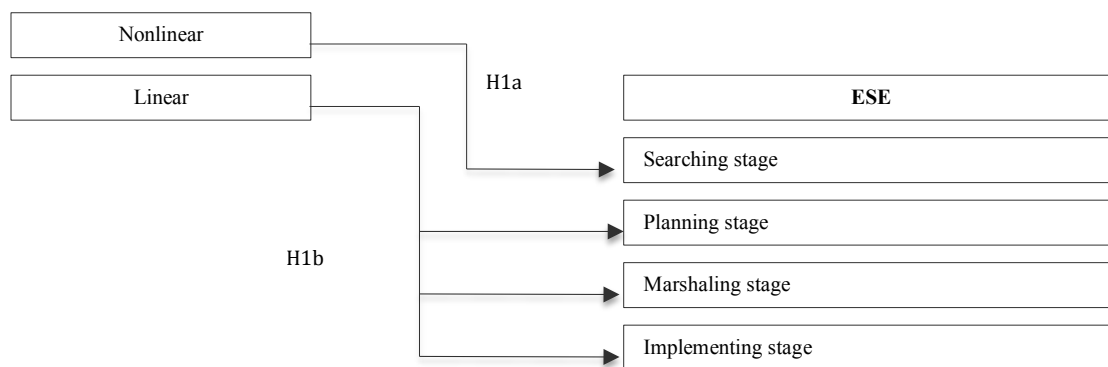 Nonlinear
Linear
H1a
ESE
Searching stage
Planning stage
H1b
Marshaling stage
Implementing stage